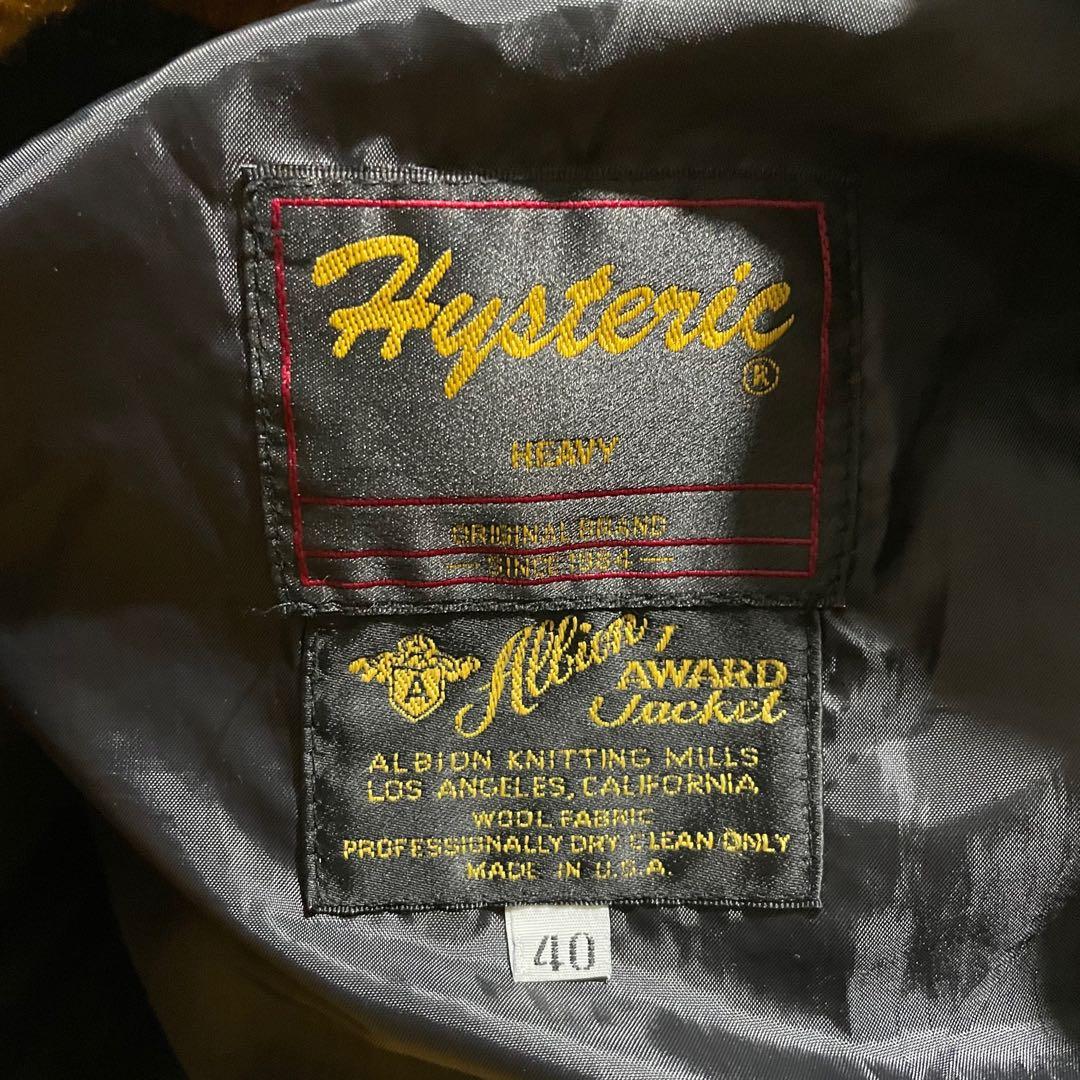 Hysteric
®
HEAVY
ORIGINAL BRAND
— SINCE 1984 —
A
Albion's
AWARD
Jacket
ALBION KNITTING MILLS
LOS ANGELES, CALIFORNIA
WOOL FABRIC
PROFESSIONALLY DRY CLEAN ONLY
MADE IN U.S.A.
40